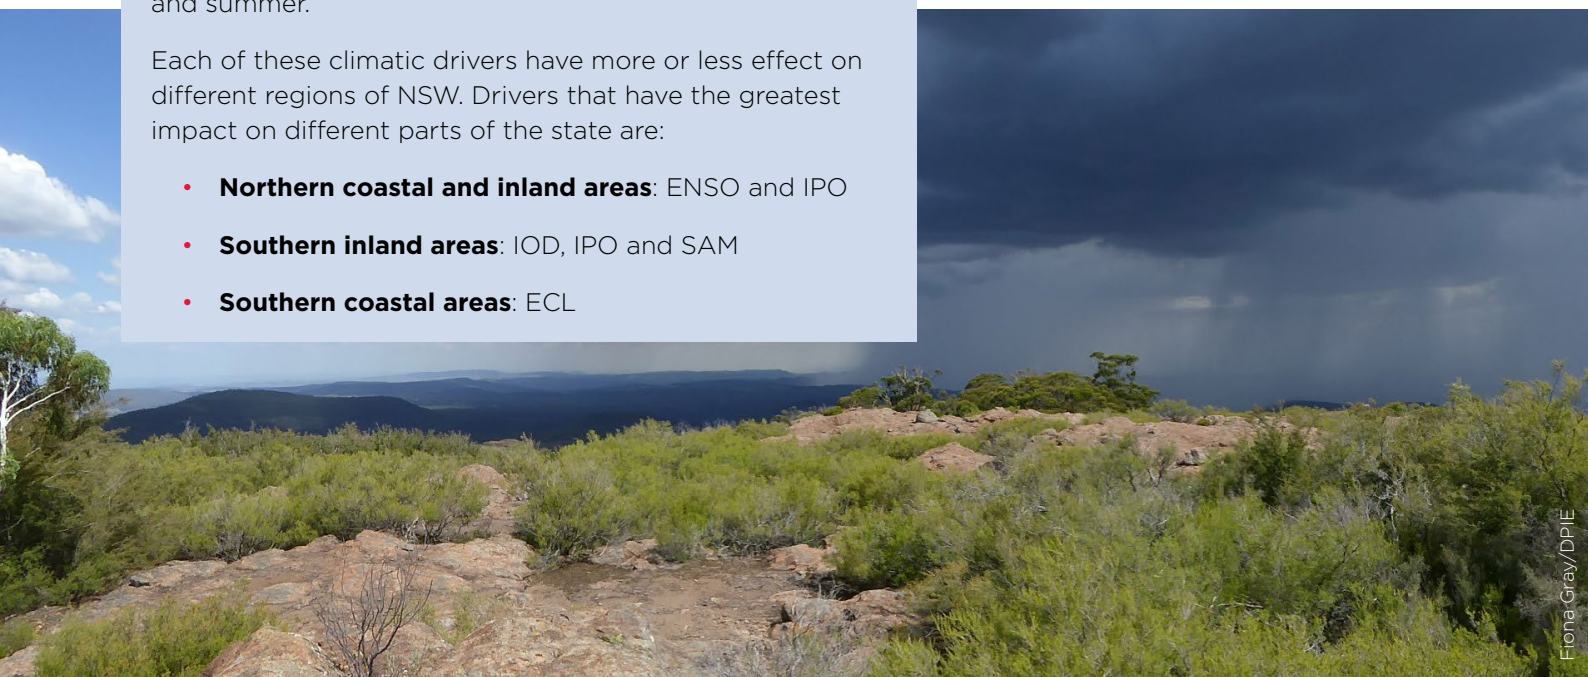 and summer.
Each of these climatic drivers have more or less effect on
different regions of NSW. Drivers that have the greatest
impact on different parts of the state are:
• Northern coastal and inland areas: ENSO and IPO
• Southern inland areas: IOD, IPO and SAM
• Southern coastal areas: ECL
Fiona Gray/DPIE